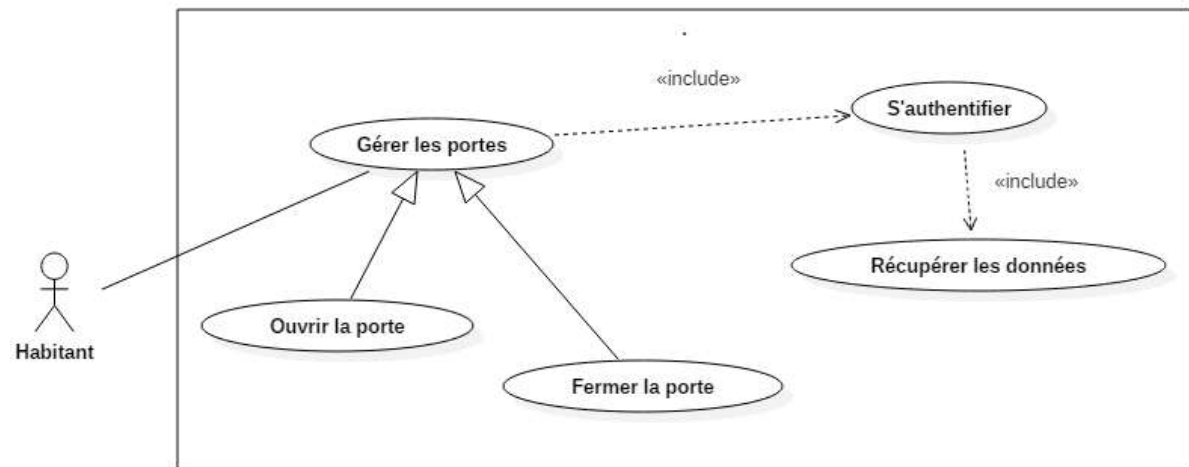 «include»
S'authentifier
Gérer les portes
«include»
Récupérer les données
Ouvrir la porte
Habitant
Fermer la porte